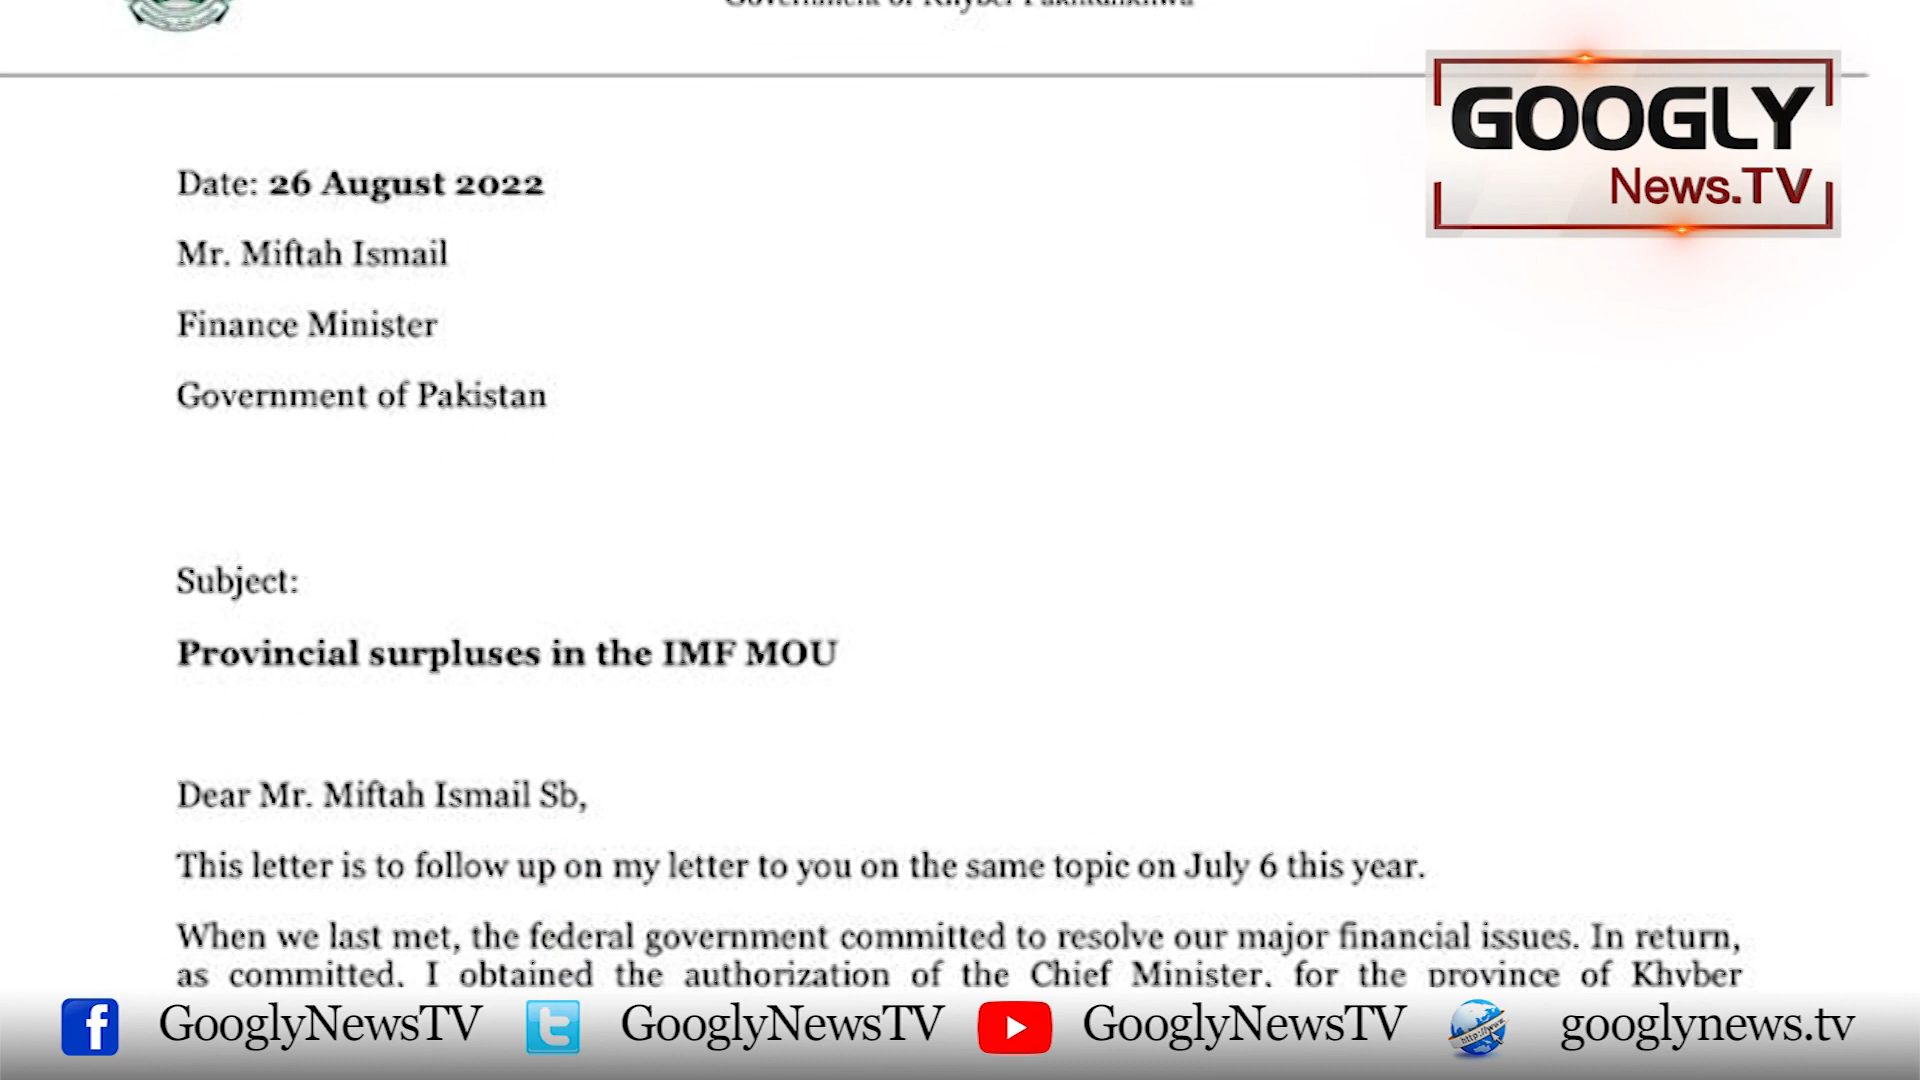 Government of Khyber Pakhtunkhwa
GOOGLY
News.TV
Date: 26 August 2022
Mr. Miftah Ismail
Finance Minister
Government of Pakistan
Subject:
Provincial surpluses in the IMF MOU
Dear Mr. Miftah Ismail Sb,
This letter is to follow up on my letter to you on the same topic on July 6 this year.
When we last met, the federal government committed to resolve our major financial issues. In return,
as committed, I obtained the authorization of the Chief Minister, for the province of Khyber
GooglyNewsTV GooglyNewsTV GooglyNewsTV googlynews.tv